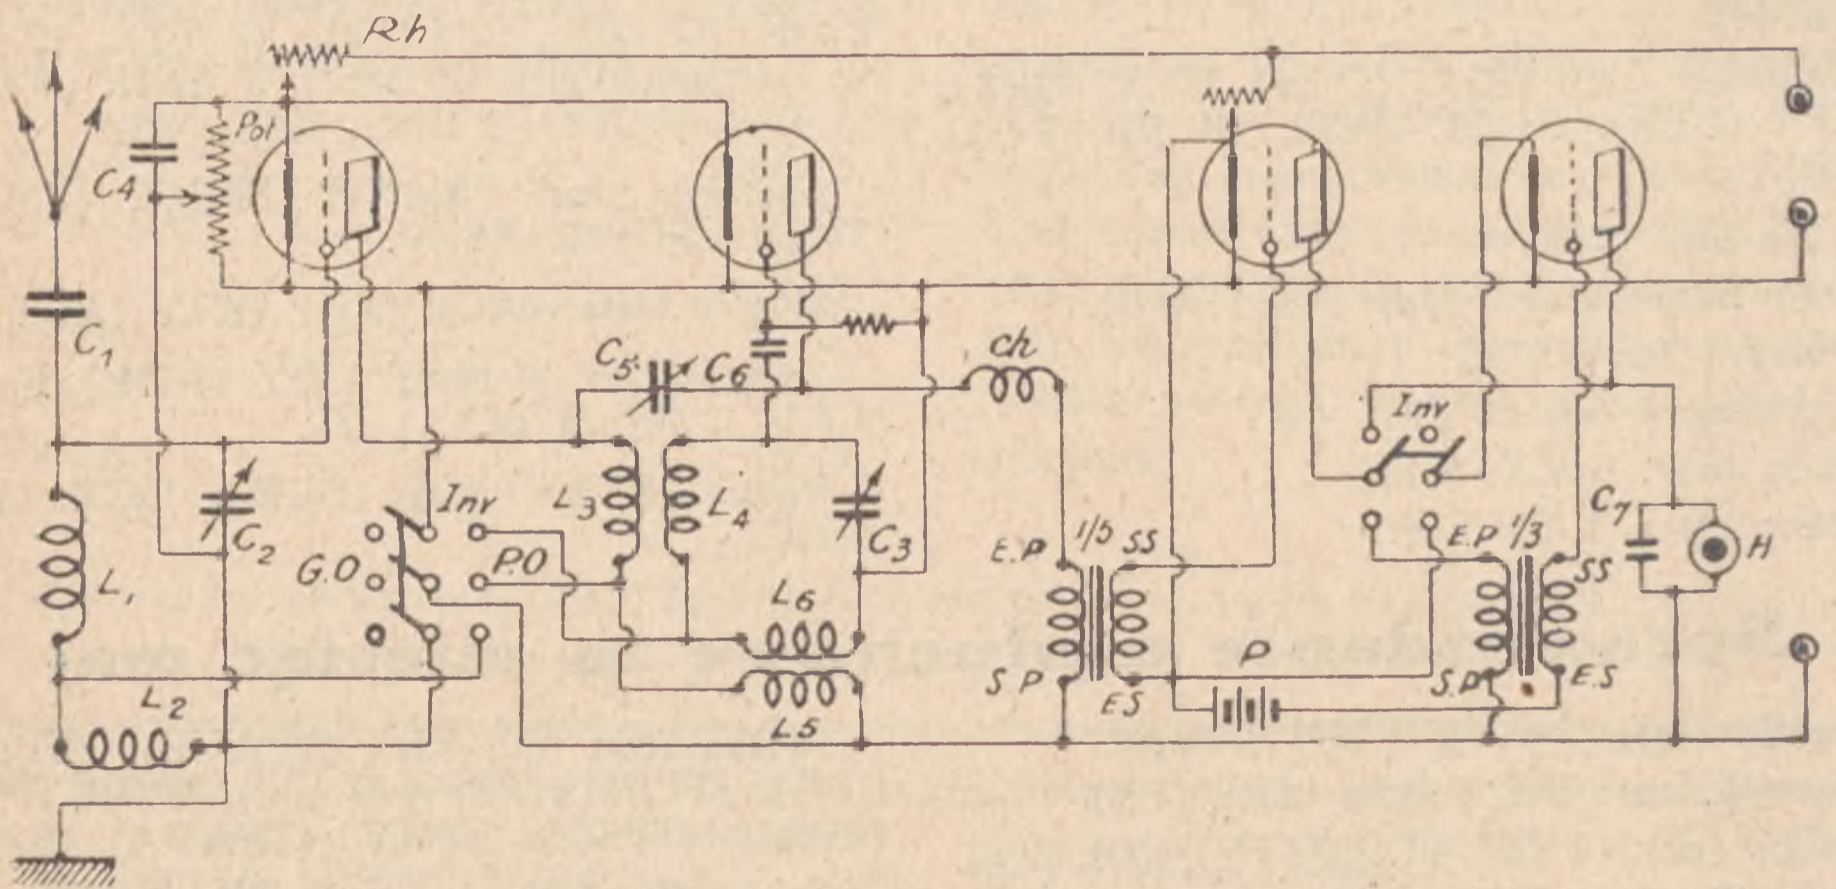 Rh
Pot
C4
C1
C5
C6
ch
Inv
L3
L4
Inv
C2
C3
C7
H
G.O
P.O
L1
E.P
1/5
SS
E.P
1/3
SS
L6
L2
L5
S.P
ES
P
S.P
E.S